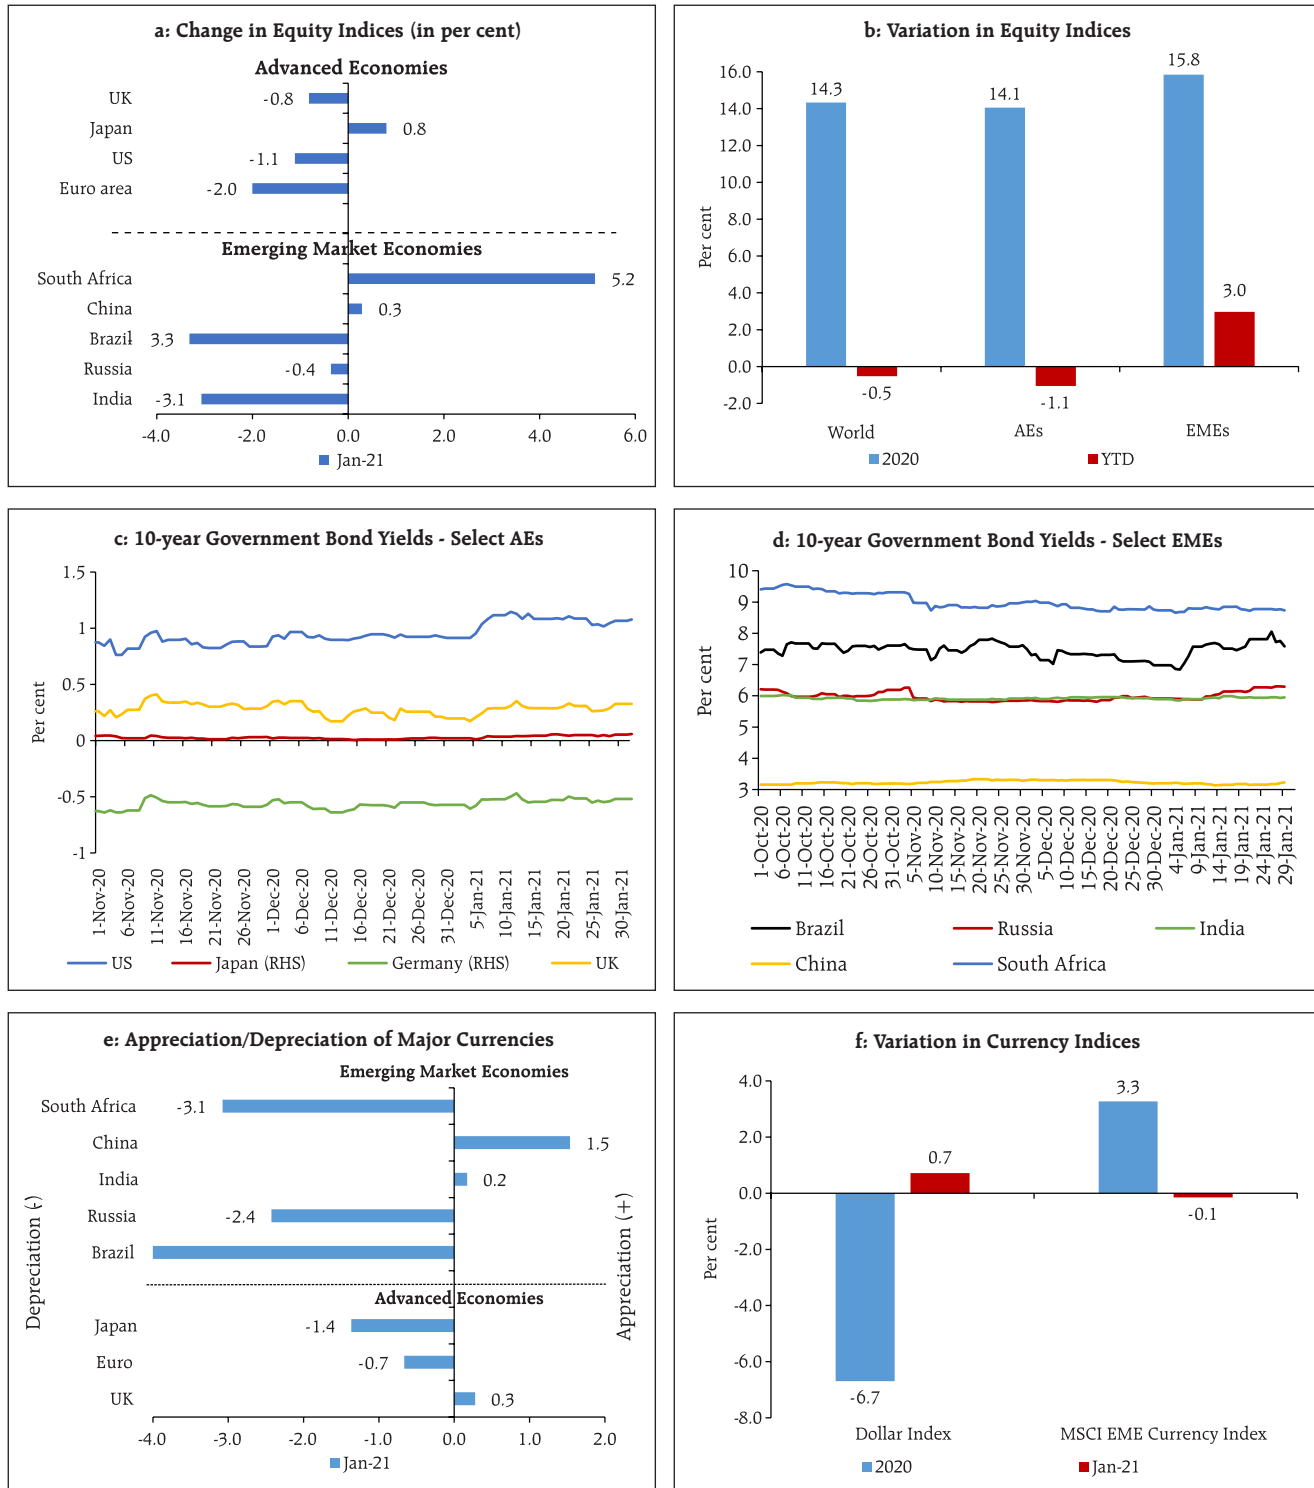 a: Change in Equity Indices (in per cent)
Advanced Economies
UK -0.8
Japan 0.8
US -1.1
Euro area -2.0
Emerging Market Economies
South Africa 5.2
China 0.3
Brazil- 3.3
Russia -0.4
India -3.1
-4.0 -2.0 0.0 2.0 4.0 6.0
Jan-21
b: Variation in Equity Indices
Per cent
16.0
14.0
12.0
10.0
8.0
6.0
4.0
2.0
0.0
-2.0
14.3 14.1 15.8
-0.5 -1.1 3.0
World AEs EMEs
2020 YTD
c: 10-year Government Bond Yields - Select AEs
Per cent
1.5
1
0.5
0
-0.5
-1
1-Nov-20
6-Nov-20
11-Nov-20
16-Nov-20
21-Nov-20
26-Nov-20
1-Dec-20
6-Dec-20
11-Dec-20
16-Dec-20
21-Dec-20
26-Dec-20
31-Dec-20
5-Jan-21
10-Jan-21
15-Jan-21
20-Jan-21
25-Jan-21
30-Jan-21
US Japan (RHS) Germany (RHS) UK
d: 10-year Government Bond Yields - Select EMEs
Per cent
10
9
8
7
6
5
4
3
1-Oct-20
6-Oct-20
11-Oct-20
16-Oct-20
21-Oct-20
26-Oct-20
31-Oct-20
5-Nov-20
10-Nov-20
15-Nov-20
20-Nov-20
25-Nov-20
30-Nov-20
5-Dec-20
10-Dec-20
15-Dec-20
20-Dec-20
25-Dec-20
30-Dec-20
4-Jan-21
9-Jan-21
14-Jan-21
19-Jan-21
24-Jan-21
29-Jan-21
Brazil Russia India
China South Africa
e: Appreciation/Depreciation of Major Currencies
Emerging Market Economies
Depreciation (-)
Appreciation (+)
South Africa -3.1
China 1.5
India 0.2
Russia -2.4
Brazil
Advanced Economies
Japan -1.4
Euro -0.7
UK 0.3
-4.0 -3.0 -2.0 -1.0 0.0 1.0 2.0
Jan-21
f: Variation in Currency Indices
Per cent
4.0
2.0
0.0
-2.0
-4.0
-6.0
-8.0
-6.7 0.7 3.3 -0.1
Dollar Index MSCI EME Currency Index
2020 Jan-21